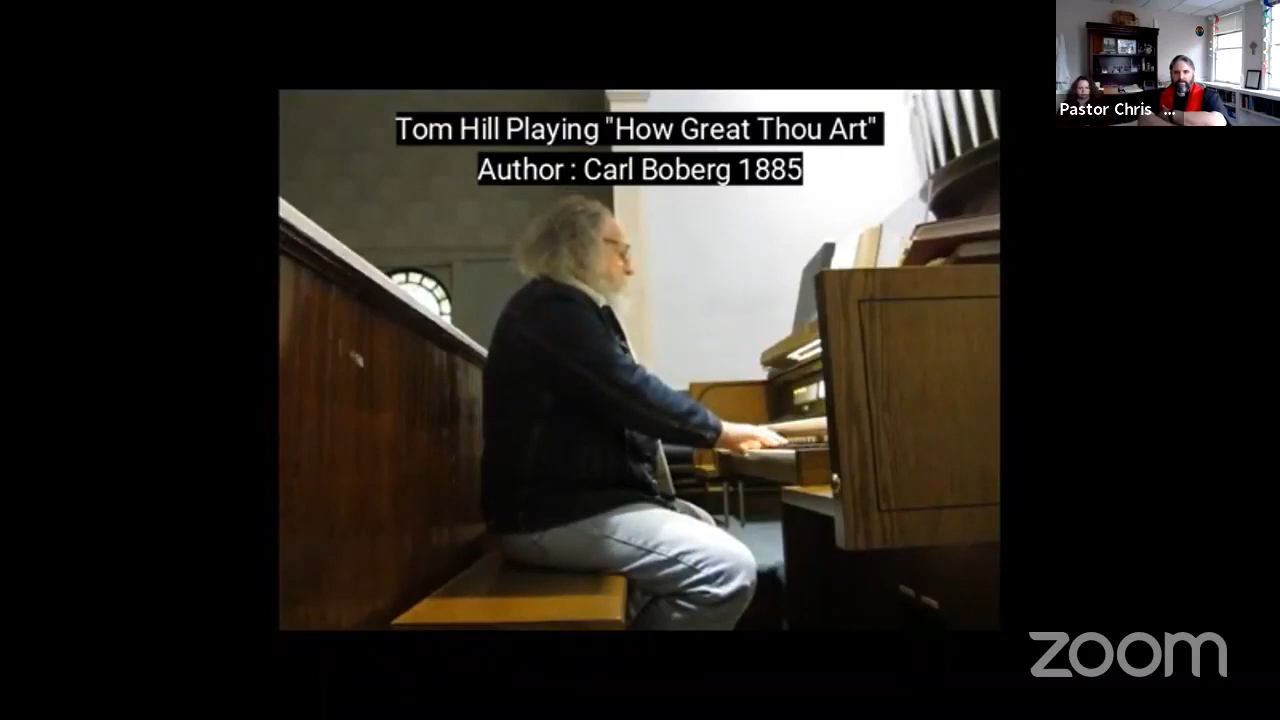 Tom Hill Playing "How Great Thou Art"
Author : Carl Boberg 1885
Pastor Chris ...
zoom